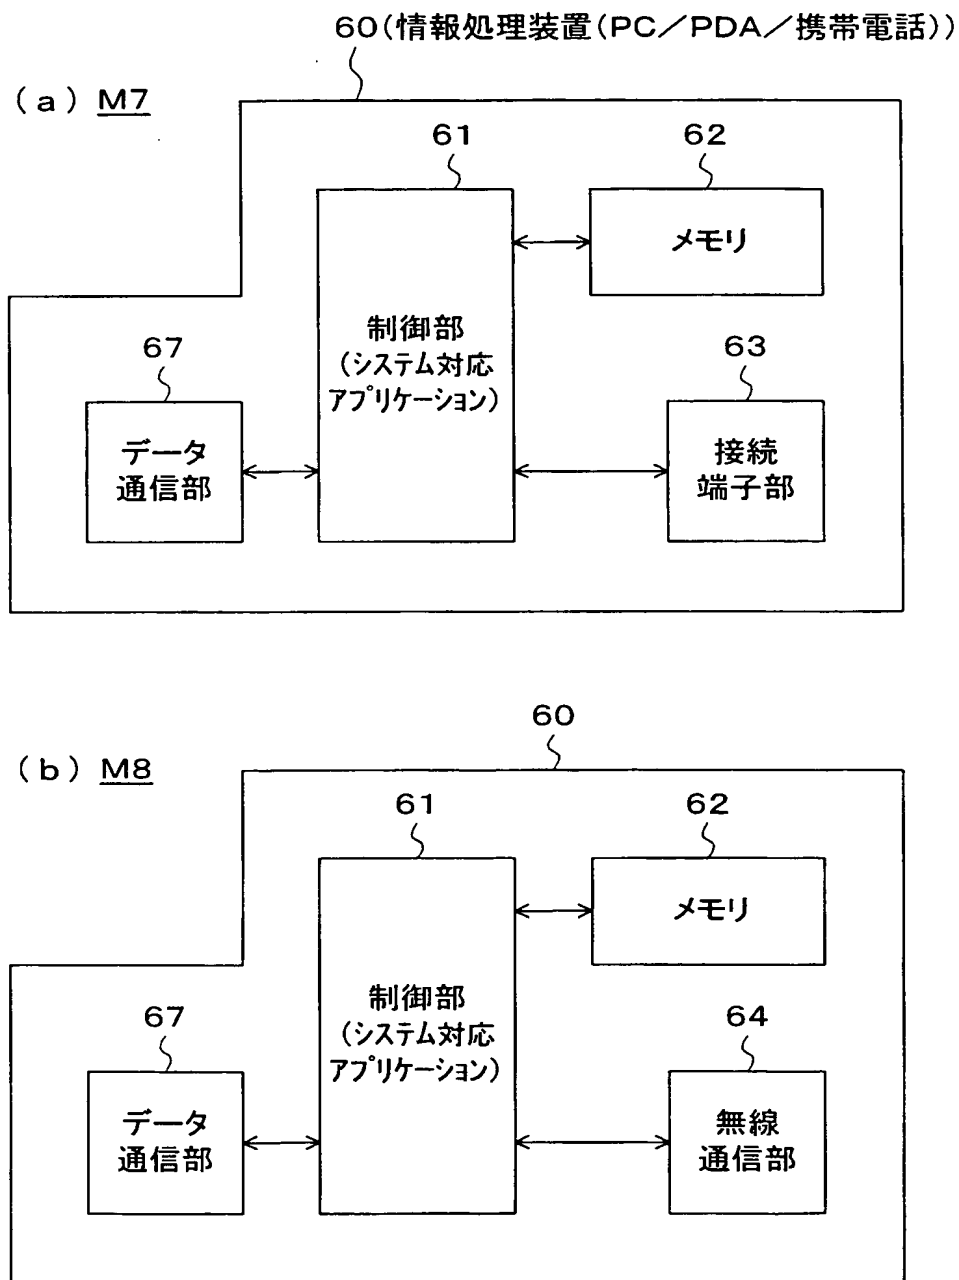 60(情報処理装置(PC／PDA／携帯電話))
(a) M7
61
62
メモリ
制御部
(システム対応
アプリケーション)
67
63
データ
通信部
接続
端子部
60
(b) M8
61
62
メモリ
制御部
(システム対応
アプリケーション)
67
64
データ
通信部
無線
通信部